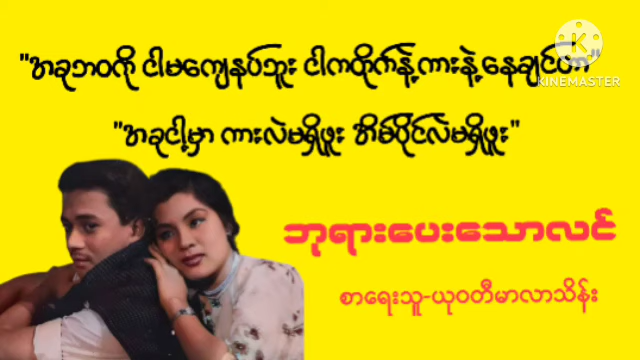 "အခုဘဝကို ငါမကျေနပ်ဘူး ငါကတိုက်နဲ့ကားနဲ့နေချင်တာ"
KINEMASTER
"အခုငါ့မှာ ကားလဲမရှိဖူး အိမ်ပိုင်လဲမရှိဖူး"
ဘုရားပေးသောလင်
စာရေးသူ-ယုဝတီမာလာသိန်း